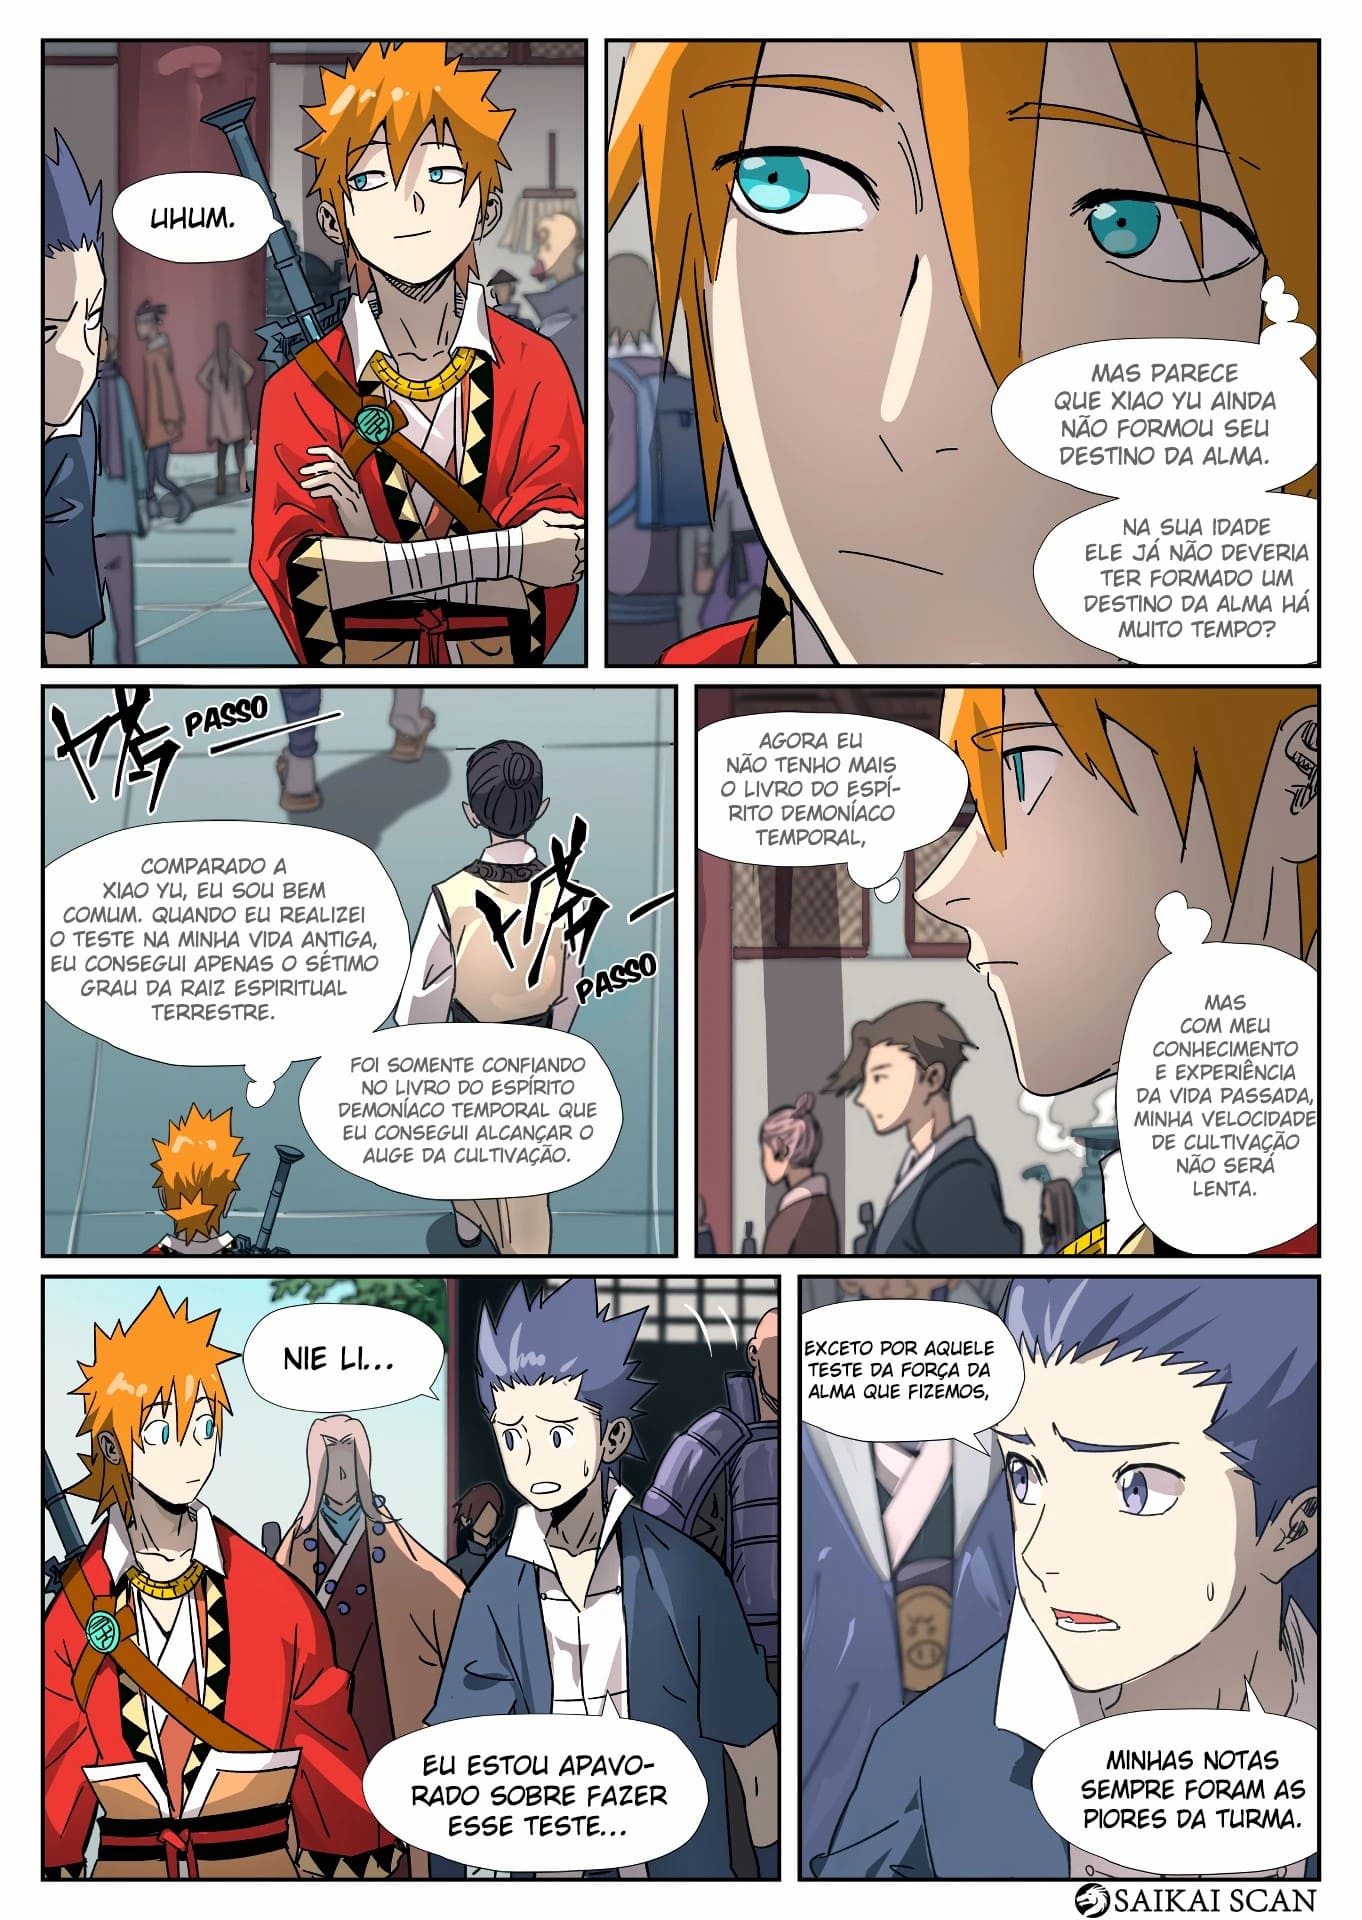 UHUM.
MAS PARECE
QUE XIAO YU AINDA
NÃO FORMOU SEU
DESTINO DA ALMA.
NA SUA IDADE
ELE JÁ NÃO DEVERIA
TER FORMADO UM
DESTINO DA ALMA HÁ
MUITO TEMPO?
PASSO
COMPARADO A
XIAO YU, EU SOU BEM
COMUM. QUANDO EU REALIZEI
O TESTE NA MINHA VIDA ANTIGA,
EU CONSEGUI APENAS O SÉTIMO
GRAU DA RAIZ ESPIRITUAL
TERRESTRE.
PASSO
FOI SOMENTE CONFIANDO
NO LIVRO DO ESPÍRITO
DEMONÍACO TEMPORAL QUE
EU CONSEGUI ALCANÇAR O
AUGE DA CULTIVAÇÃO.
AGORA EU
NÃO TENHO MAIS
O LIVRO DO ESPÍ-
RITO DEMONÍACO
TEMPORAL,
MAS
COM MEU
CONHECIMENTO
E EXPERIÊNCIA
DA VIDA PASSADA,
MINHA VELOCIDADE
DE CULTIVAÇÃO
NÃO SERÁ
LENTA.
NIE LI...
EU ESTOU APAVO-
RADO SOBRE FAZER
ESSE TESTE...
EXCETO POR AQUELE
TESTE DA FORÇA DA
ALMA QUE FIZEMOS,
MINHAS NOTAS
SEMPRE FORAM AS
PIORES DA TURMA.
SAIKAI SCAN